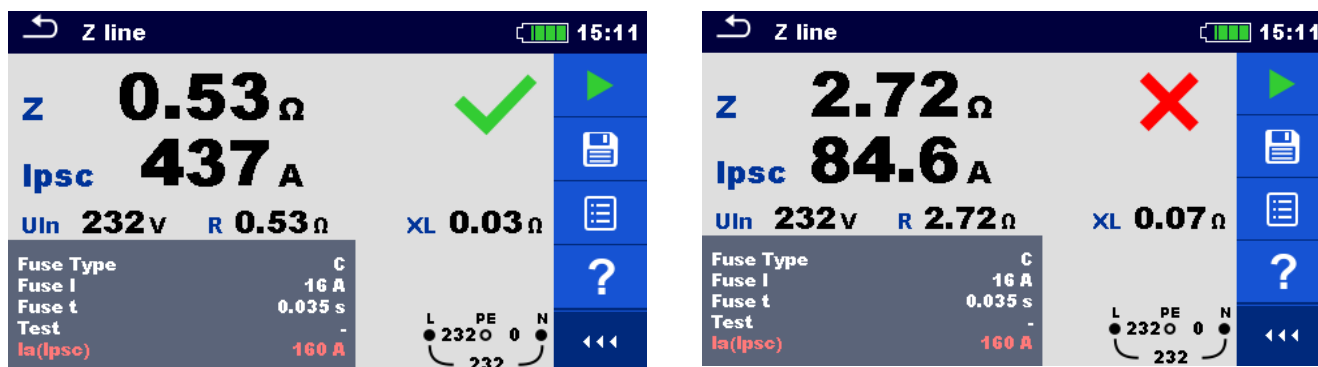 Z line 15:11
Z 0.53 Ω
Ipsc 437 A
Uln 232 V R 0.53 Ω XL 0.03 Ω
Fuse Type C
Fuse I 16 A
Fuse t 0.035 s
Test -
Ia(Ipsc) 160 A
L PE N
232 0
232
?
Z line 15:11
Z 2.72 Ω
Ipsc 84.6 A
Uln 232 V R 2.72 Ω XL 0.07 Ω
Fuse Type C
Fuse I 16 A
Fuse t 0.035 s
Test -
Ia(Ipsc) 160 A
L PE N
232 0
232
?